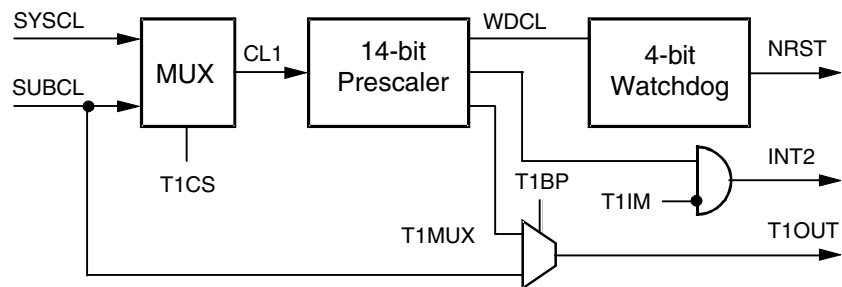 SYSCL
SUBCL
MUX
T1CS
CL1
14-bit
Prescaler
WDCL
4-bit
Watchdog
NRST
INT2
T1IM
T1BP
T1MUX
T1OUT